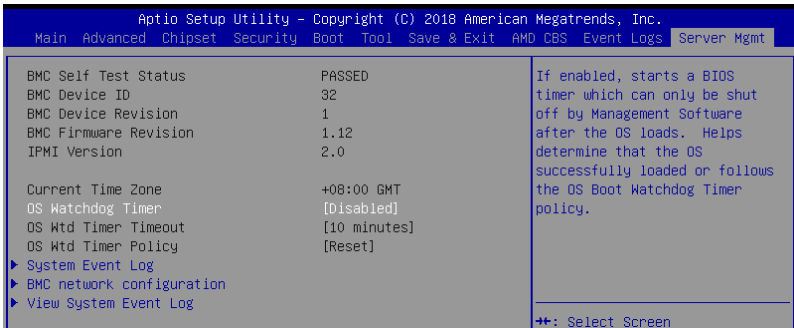 Aptio Setup Utility – Copyright (C) 2018 American Megatrends, Inc.
Main Advanced Chipset Security Boot Tool Save & Exit AMD CBS Event Logs Server Mgmt
BMC Self Test Status PASSED
BMC Device ID 32
BMC Device Revision 1
BMC Firmware Revision 1.12
IPMI Version 2.0
Current Time Zone +08:00 GMT
OS Watchdog Timer [Disabled]
OS Wtd Timer Timeout [10 minutes]
OS Wtd Timer Policy [Reset]
System Event Log
BMC network configuration
View System Event Log
If enabled, starts a BIOS
timer which can only be shut
off by Management Software
after the OS loads. Helps
determine that the OS
successfully loaded or follows
the OS Boot Watchdog Timer
policy.
→←: Select Screen